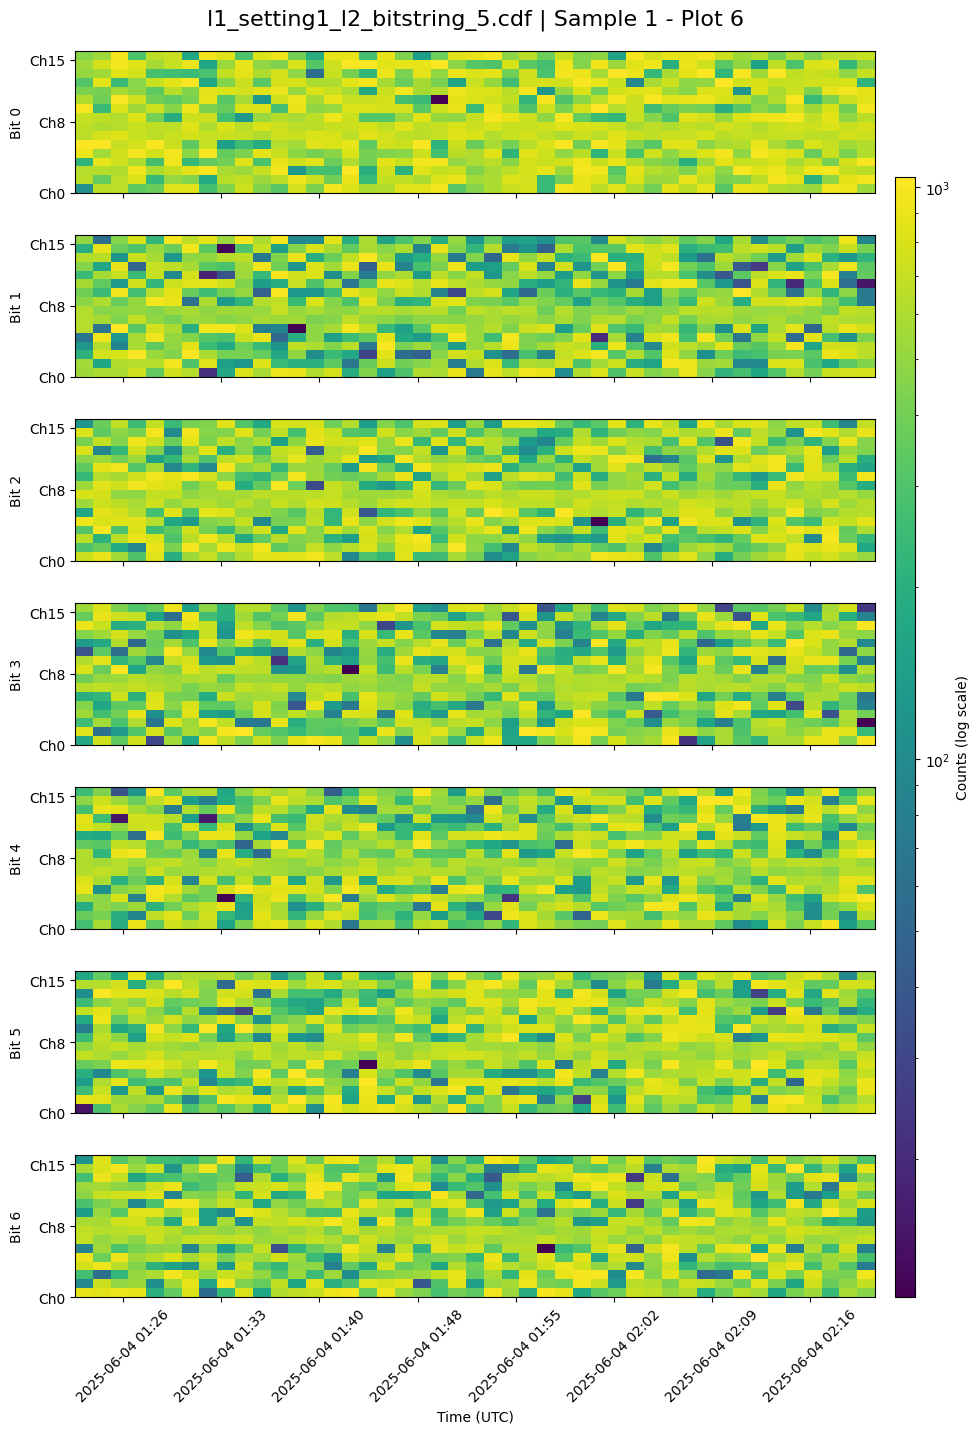 l1_setting1_l2_bitstring_5.cdf | Sample 1 - Plot 6
Ch15
Ch8
Ch0
Bit 0
Ch15
Ch8
Ch0
Bit 1
Ch15
Ch8
Ch0
Bit 2
Ch15
Ch8
Ch0
Bit 3
Ch15
Ch8
Ch0
Bit 4
Ch15
Ch8
Ch0
Bit 5
Ch15
Ch8
Ch0
Bit 6
2025-06-04 01:26
2025-06-04 01:33
2025-06-04 01:40
2025-06-04 01:48
2025-06-04 01:55
2025-06-04 02:02
2025-06-04 02:09
2025-06-04 02:16
Time (UTC)
10³
10²
Counts (log scale)